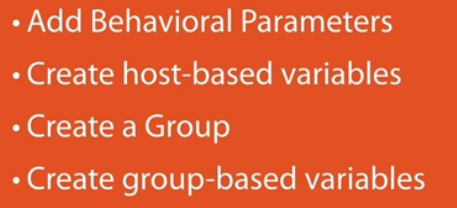 • Add Behavioral Parameters
• Create host-based variables
• Create a Group
• Create group-based variables